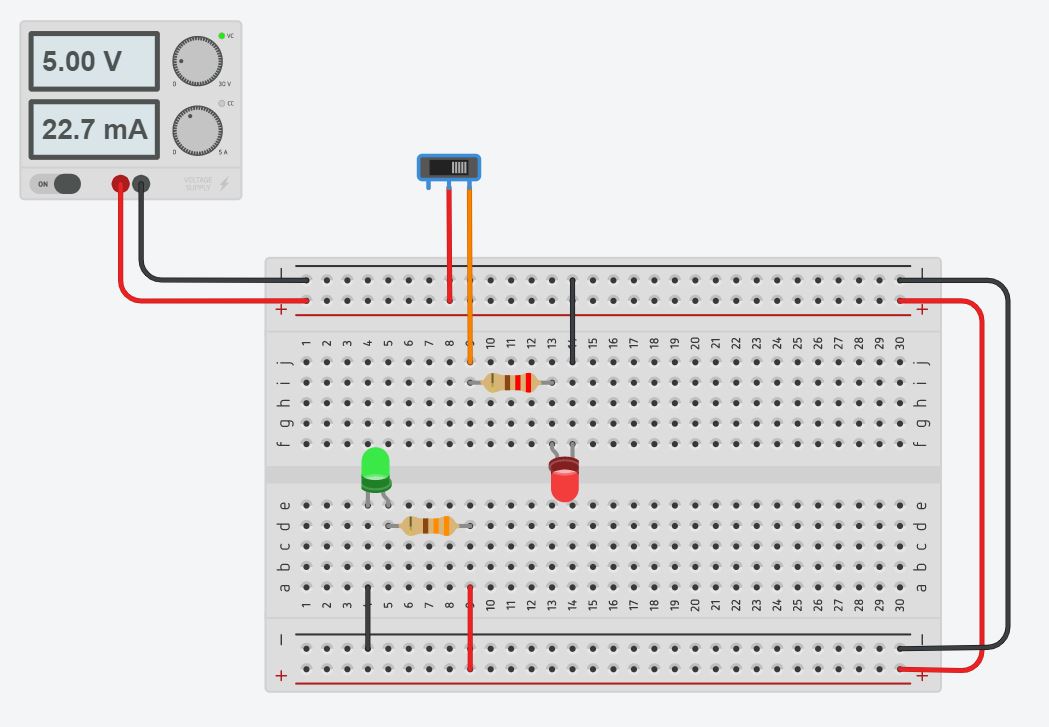 5.00 V
VC
0 30 V
22.7 mA
CC
0 5 A
ON
VOLTAGE
SUPPLY
– –
+ +
1 2 3 4 5 6 7 8 9 10 11 12 13 14 15 16 17 18 19 20 21 22 23 24 25 26 27 28 29 30
j j
i i
h h
g g
f f
e e
d d
c c
b b
a a
1 2 3 4 5 6 7 8 9 10 11 12 13 14 15 16 17 18 19 20 21 22 23 24 25 26 27 28 29 30
– –
+ +